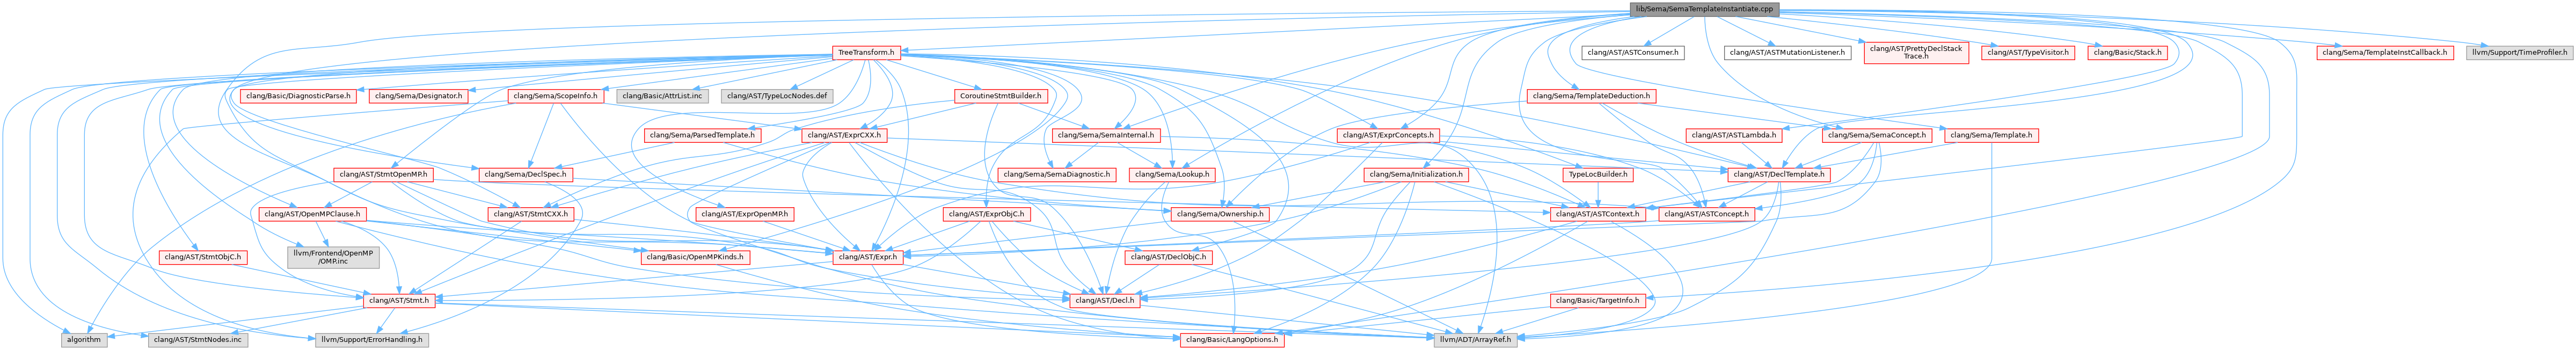 lib/Sema/SemaTemplateInstantiate.cpp
TreeTransform.h
clang/AST/ASTConsumer.h
clang/AST/ASTMutationListener.h
clang/AST/PrettyDeclStack
Trace.h
clang/AST/TypeVisitor.h
clang/Basic/Stack.h
clang/Sema/TemplateInstCallback.h
llvm/Support/TimeProfiler.h
clang/Basic/DiagnosticParse.h
clang/Sema/Designator.h
clang/Sema/ScopeInfo.h
clang/Basic/AttrList.inc
clang/AST/TypeLocNodes.def
CoroutineStmtBuilder.h
clang/Sema/TemplateDeduction.h
clang/Sema/ParsedTemplate.h
clang/AST/ExprCXX.h
clang/Sema/SemaInternal.h
clang/AST/ExprConcepts.h
clang/AST/ASTLambda.h
clang/Sema/SemaConcept.h
clang/Sema/Template.h
clang/AST/StmtOpenMP.h
clang/Sema/DeclSpec.h
clang/Sema/SemaDiagnostic.h
clang/Sema/Lookup.h
clang/Sema/Initialization.h
TypeLocBuilder.h
clang/AST/DeclTemplate.h
clang/AST/OpenMPClause.h
clang/AST/StmtCXX.h
clang/AST/ExprOpenMP.h
clang/AST/ExprObjC.h
clang/Sema/Ownership.h
clang/AST/ASTContext.h
clang/AST/ASTConcept.h
clang/AST/StmtObjC.h
llvm/Frontend/OpenMP
/OMP.inc
clang/Basic/OpenMPKinds.h
clang/AST/Expr.h
clang/AST/DeclObjC.h
clang/AST/Stmt.h
clang/AST/Decl.h
clang/Basic/TargetInfo.h
algorithm
clang/AST/StmtNodes.inc
llvm/Support/ErrorHandling.h
clang/Basic/LangOptions.h
llvm/ADT/ArrayRef.h